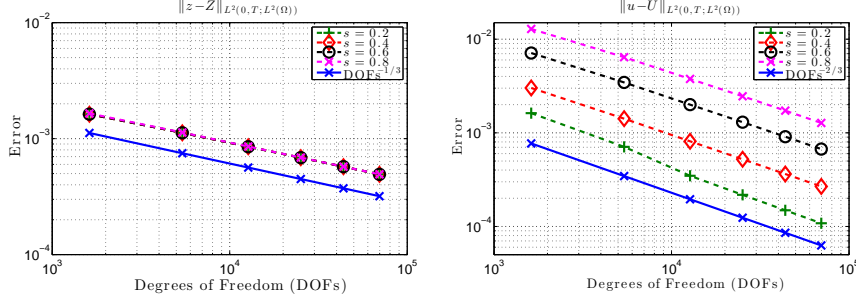 ‖z−Z‖L²(0,T;L²(Ω))
10⁻²
10⁻³
10⁻⁴
Error
s = 0.2
s = 0.4
s = 0.6
s = 0.8
DOFs⁻¹/³
10³
10⁴
10⁵
Degrees of Freedom (DOFs)
‖u−U‖L²(0,T;L²(Ω))
10⁻²
10⁻³
10⁻⁴
Error
s = 0.2
s = 0.4
s = 0.6
s = 0.8
DOFs⁻²/³
10³
10⁴
10⁵
Degrees of Freedom (DOFs)